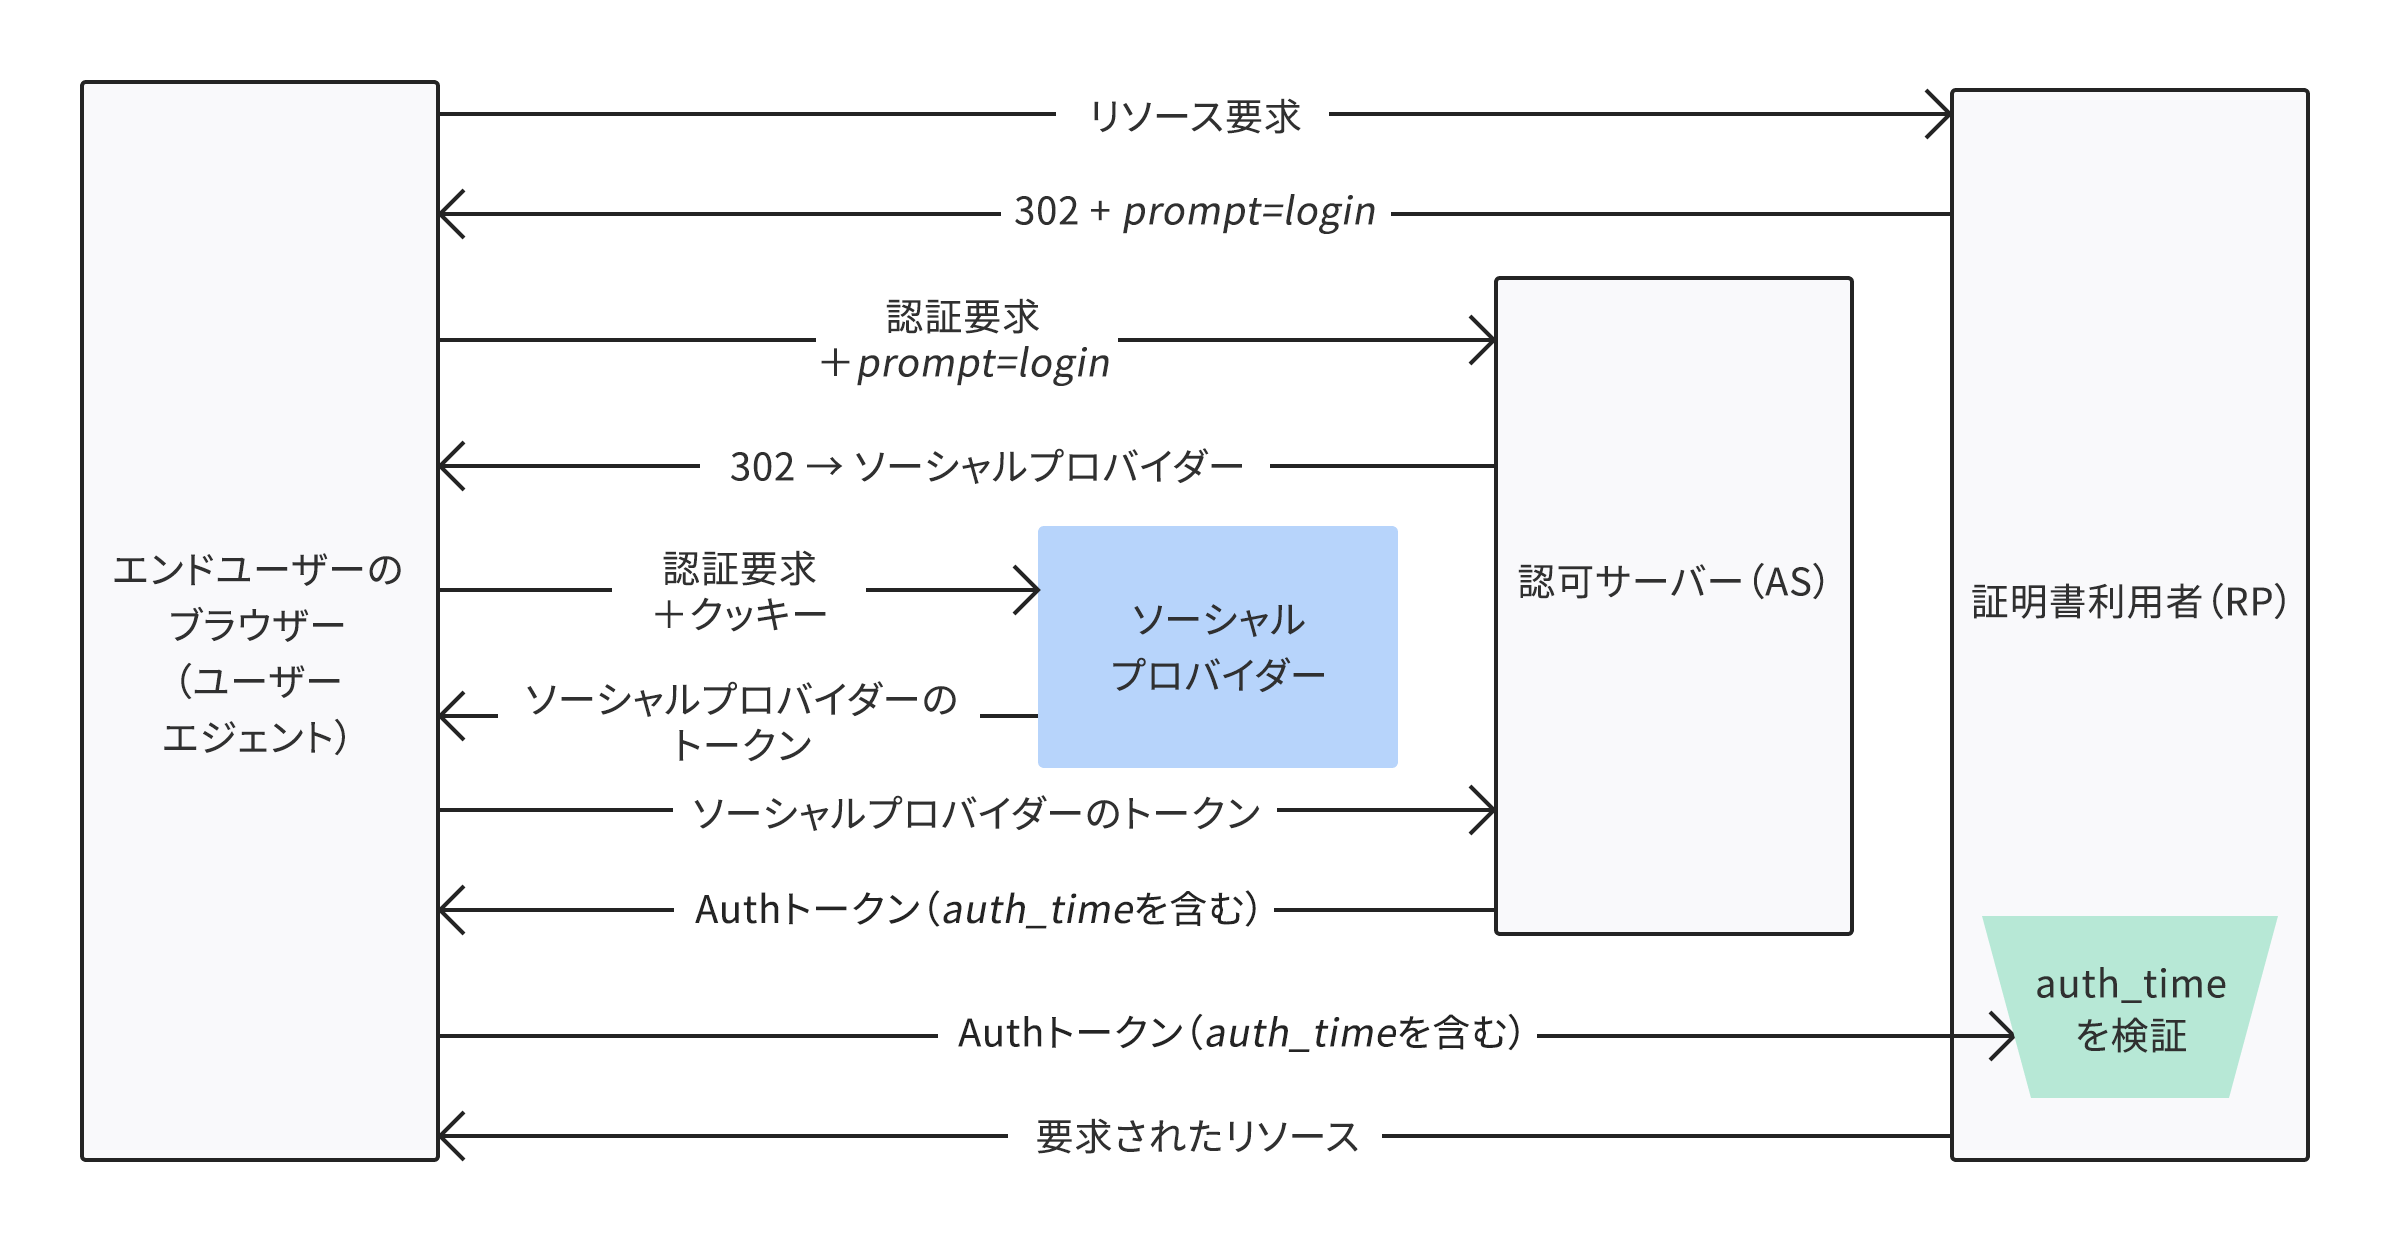 リソース要求
302 + prompt=login
認証要求
＋prompt=login
302 → ソーシャルプロバイダー
エンドユーザーの
ブラウザー
（ユーザー
エージェント）
認証要求
＋クッキー
ソーシャル
プロバイダー
認可サーバー（AS）
証明書利用者（RP）
ソーシャルプロバイダーの
トークン
ソーシャルプロバイダーのトークン
Authトークン（auth_timeを含む）
auth_time
を検証
Authトークン（auth_timeを含む）
要求されたリソース